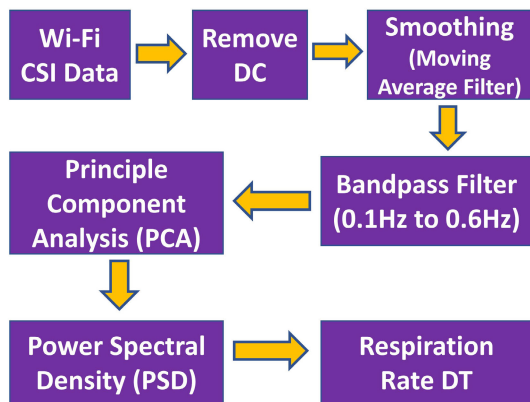 Wi-Fi
CSI Data
Remove
DC
Smoothing
(Moving
Average Filter)
Bandpass Filter
(0.1Hz to 0.6Hz)
Principle
Component
Analysis (PCA)
Power Spectral
Density (PSD)
Respiration
Rate DT